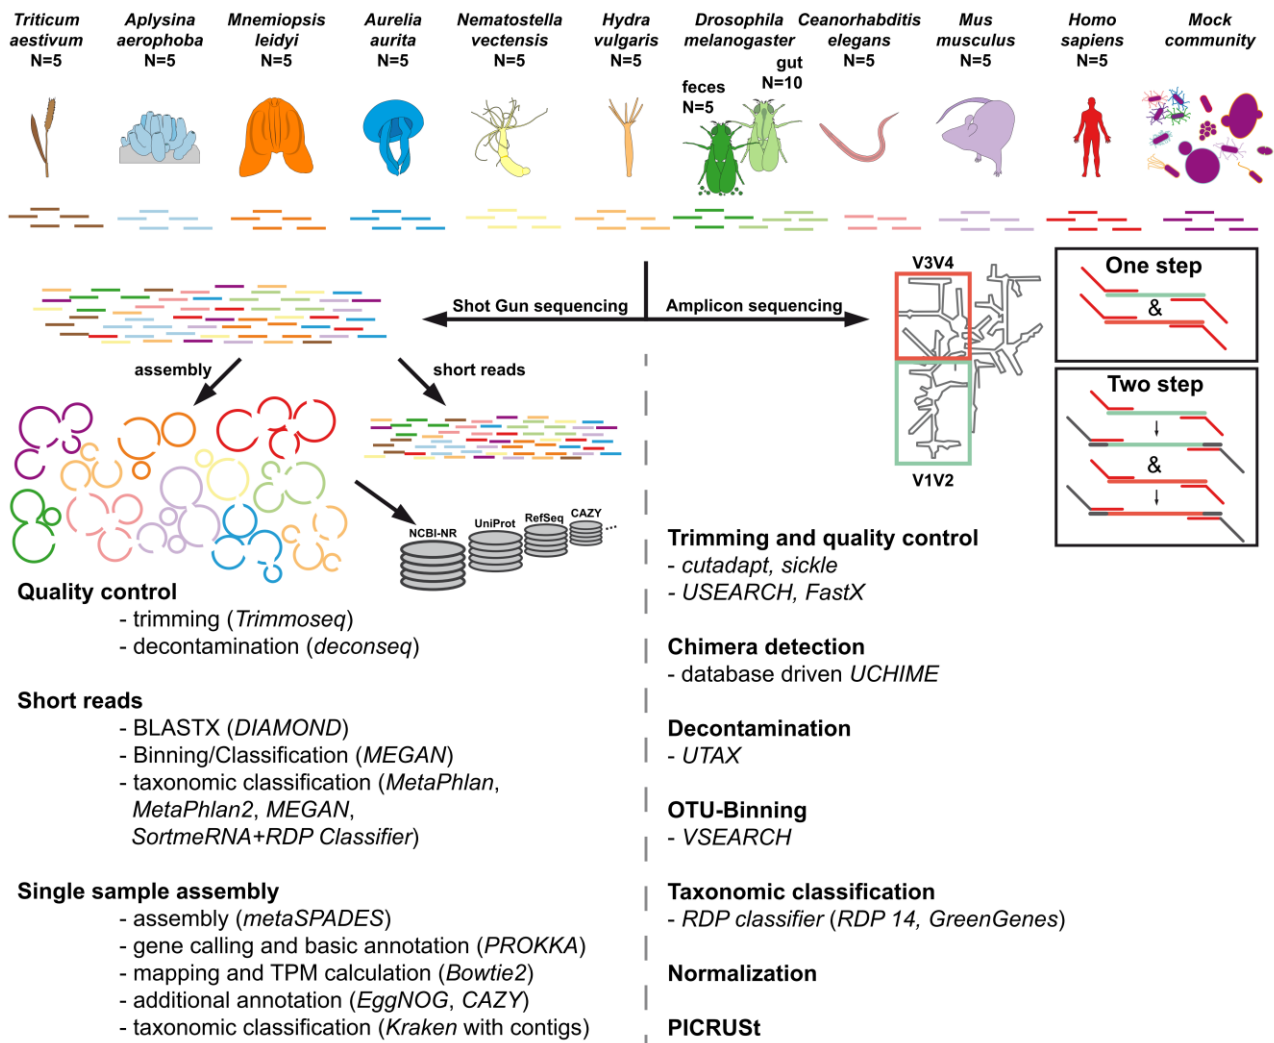 Triticum
aestivum
N=5
Aplysina
aerophoba
N=5
Mnemiopsis
leidyi
N=5
Aurelia
aurita
N=5
Nematostella
vectensis
N=5
Hydra
vulgaris
N=5
Drosophila
melanogaster
gut
N=10
feces
N=5
Ceanorhabditis
elegans
N=5
Mus
musculus
N=5
Homo
sapiens
N=5
Mock
community
Shot Gun sequencing
Amplicon sequencing
assembly
short reads
NCBI-NR
UniProt
RefSeq
CAZY
V3V4
V1V2
One step
&
Two step
&
Quality control
- trimming (Trimmoseq)
- decontamination (deconseq)
Short reads
- BLASTX (DIAMOND)
- Binning/Classification (MEGAN)
- taxonomic classification (MetaPhlan,
MetaPhlan2, MEGAN,
SortmeRNA+RDP Classifier)
Single sample assembly
- assembly (metaSPADES)
- gene calling and basic annotation (PROKKA)
- mapping and TPM calculation (Bowtie2)
- additional annotation (EggNOG, CAZY)
- taxonomic classification (Kraken with contigs)
Trimming and quality control
- cutadapt, sickle
- USEARCH, FastX
Chimera detection
- database driven UCHIME
Decontamination
- UTAX
OTU-Binning
- VSEARCH
Taxonomic classification
- RDP classifier (RDP 14, GreenGenes)
Normalization
PICRUSt